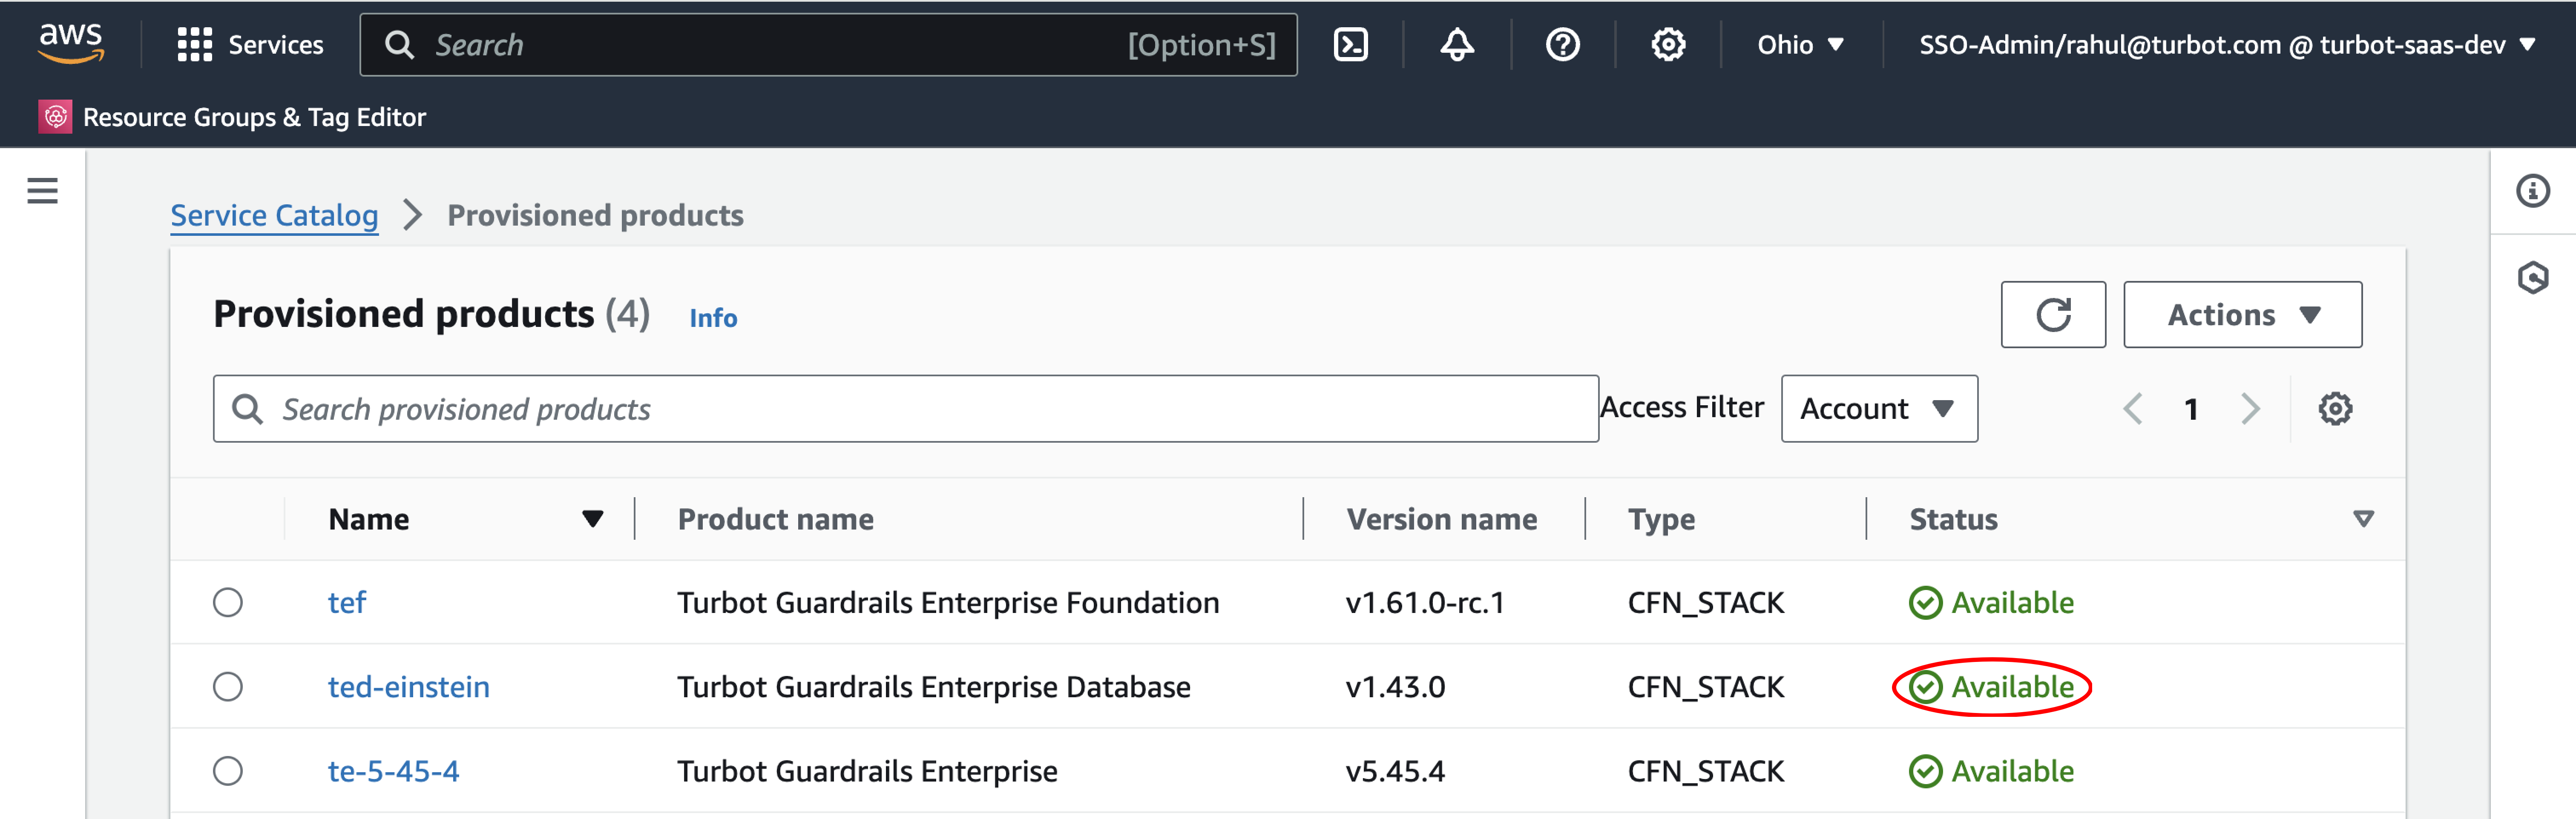 aws Services Search [Option+S] Ohio SSO-Admin/rahul@turbot.com @ turbot-saas-dev
Resource Groups & Tag Editor
Service Catalog Provisioned products
Provisioned products (4) Info Actions
Search provisioned products Access Filter Account 1
Name Product name Version name Type Status
tef Turbot Guardrails Enterprise Foundation v1.61.0-rc.1 CFN_STACK Available
ted-einstein Turbot Guardrails Enterprise Database v1.43.0 CFN_STACK Available
te-5-45-4 Turbot Guardrails Enterprise v5.45.4 CFN_STACK Available